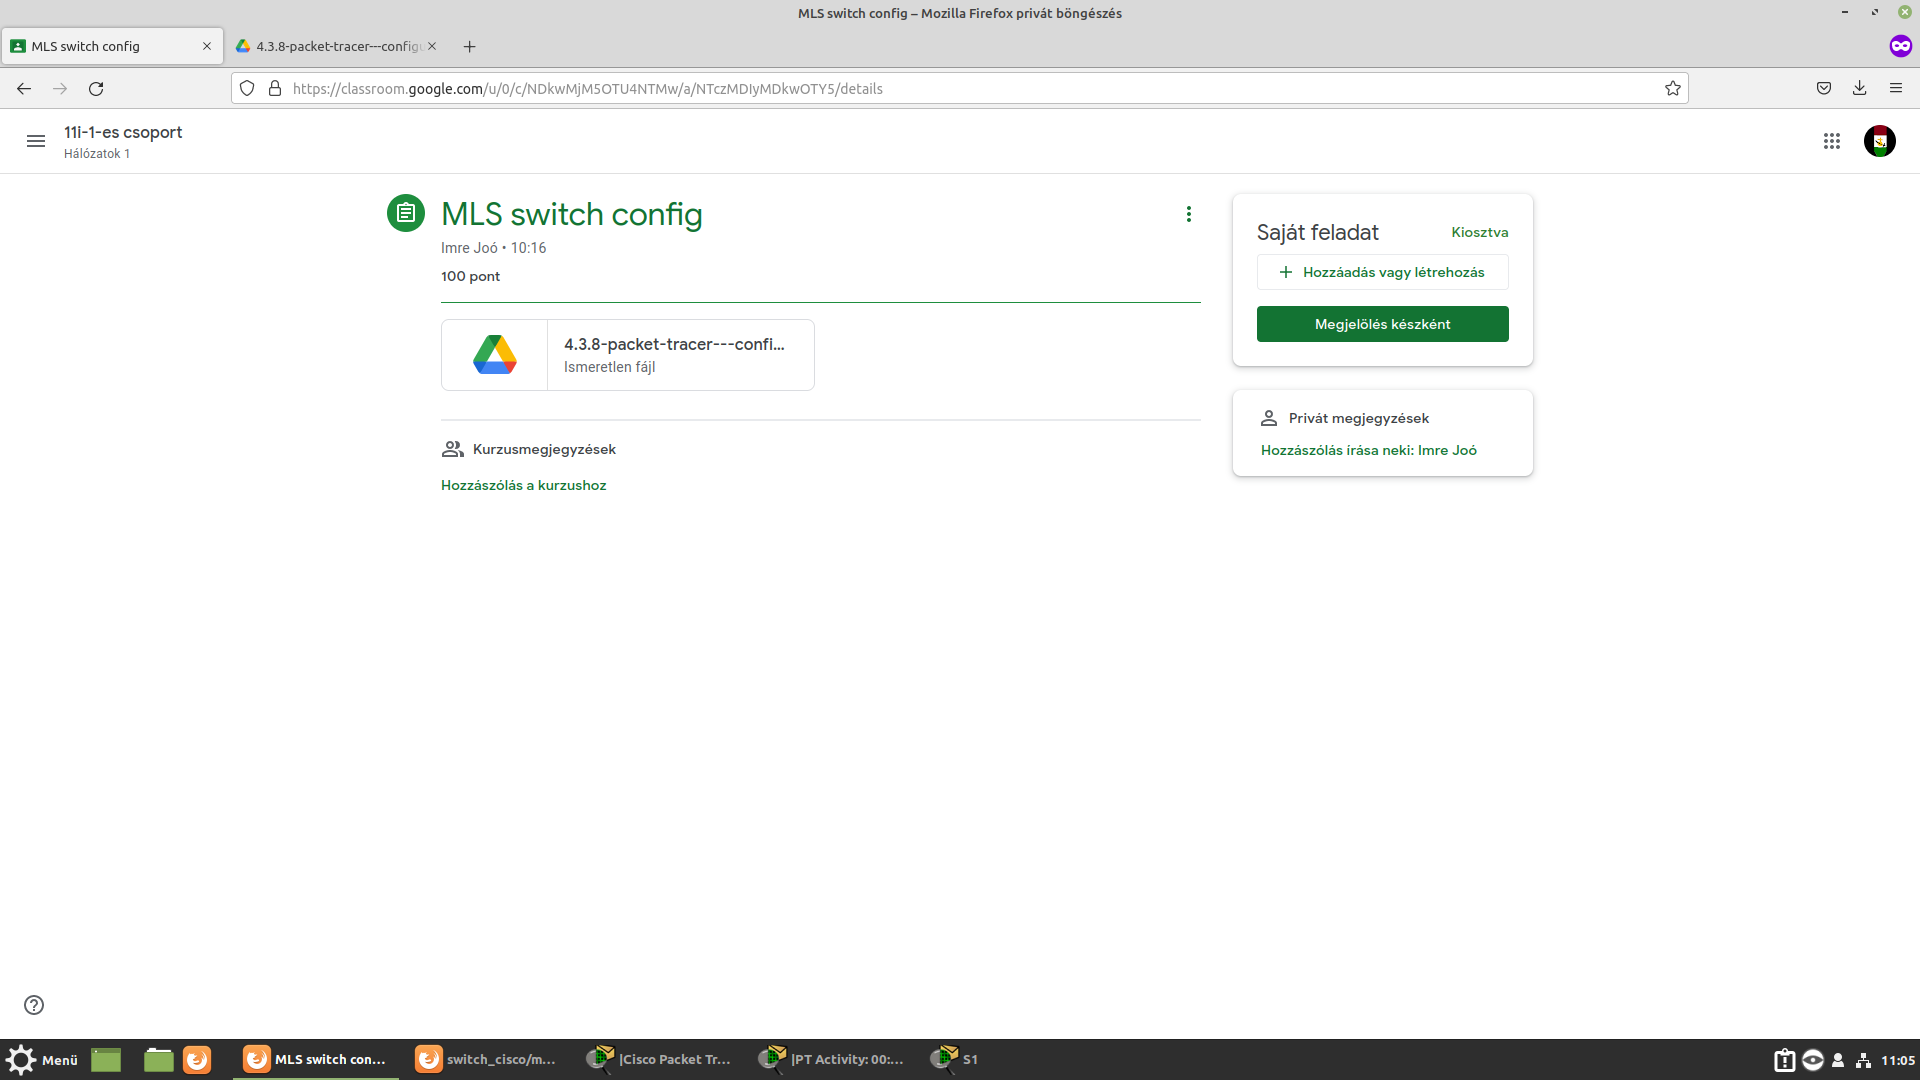 MLS switch config – Mozilla Firefox privát böngészés
MLS switch config
4.3.8-packet-tracer---config
https://classroom.google.com/u/0/c/NDkwMjM5OTU4NTMw/a/NTczMDIyMDkwOTY5/details
11i-1-es csoport
Hálózatok 1
MLS switch config
Imre Joó • 10:16
100 pont
4.3.8-packet-tracer---confi...
Ismeretlen fájl
Kurzusmegjegyzések
Hozzászólás a kurzushoz
Saját feladat
Kiosztva
Hozzáadás vagy létrehozás
Megjelölés készként
Privát megjegyzések
Hozzászólás írása neki: Imre Joó
Menü
MLS switch con...
switch_cisco/m...
|Cisco Packet Tr...
|PT Activity: 00:...
S1
11:05